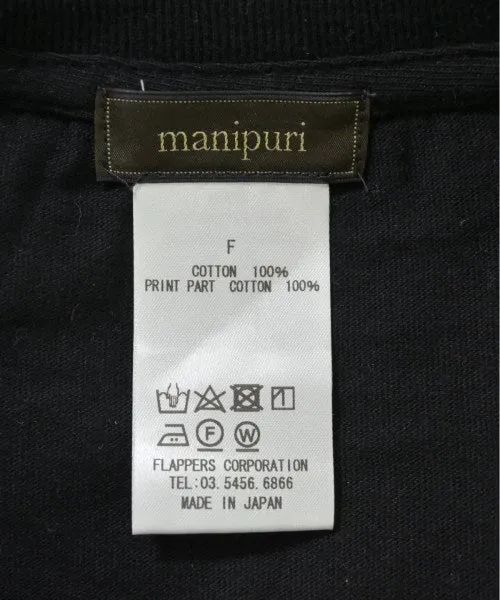 manipuri
F
COTTON 100%
PRINT PART COTTON 100%
F W
FLAPPERS CORPORATION
TEL:03.5456.6866
MADE IN JAPAN